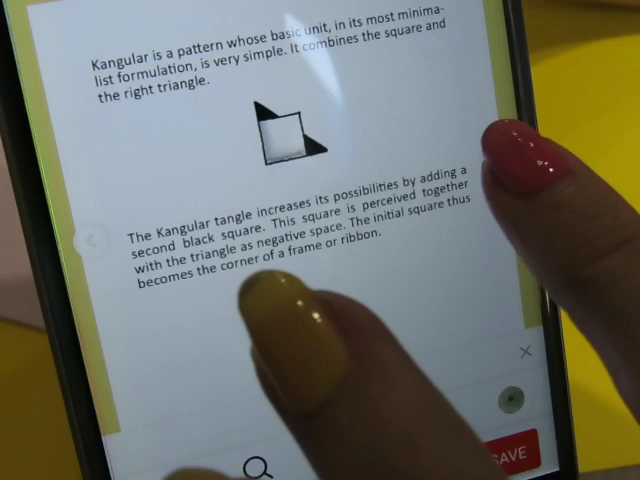 Kangular is a pattern whose basic unit, in its most minima-
list formulation, is very simple. It combines the square and
the right triangle.
The Kangular tangle increases its possibilities by adding a
second black square. This square is perceived together
with the triangle as negative space. The initial square thus
becomes the corner of a frame or ribbon.
SAVE